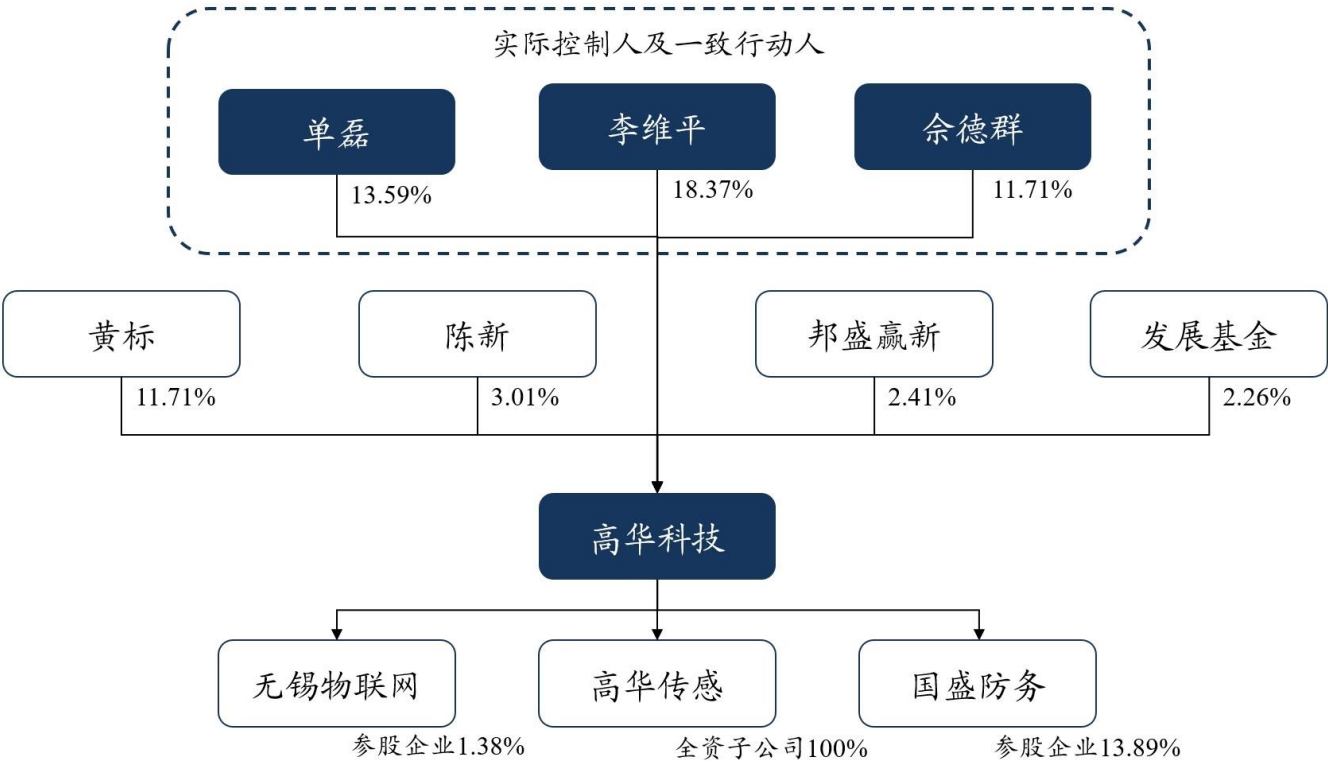 实际控制人及一致行动人
单磊
李维平
佘德群
13.59%
18.37%
11.71%
黄标
陈新
邦盛赢新
发展基金
11.71%
3.01%
2.41%
2.26%
高华科技
无锡物联网
高华传感
国盛防务
参股企业1.38%
全资子公司100%
参股企业13.89%